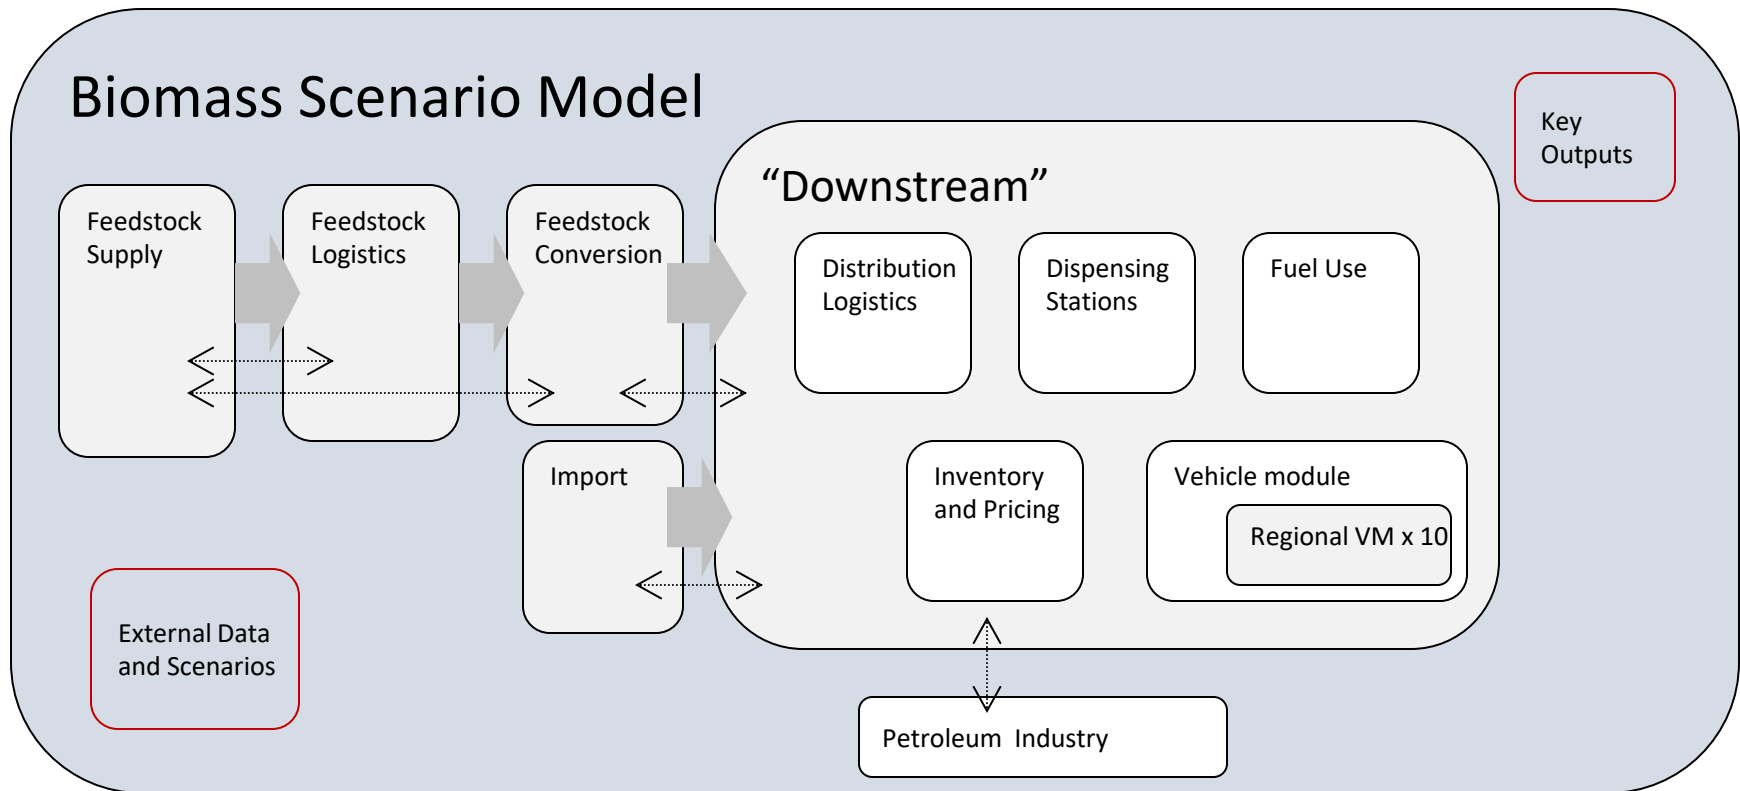 Biomass Scenario Model
Key
Outputs
“Downstream”
Feedstock
Supply
Feedstock
Logistics
Feedstock
Conversion
Distribution
Logistics
Dispensing
Stations
Fuel Use
Import
Inventory
and Pricing
Vehicle module
Regional VM x 10
External Data
and Scenarios
Petroleum  Industry